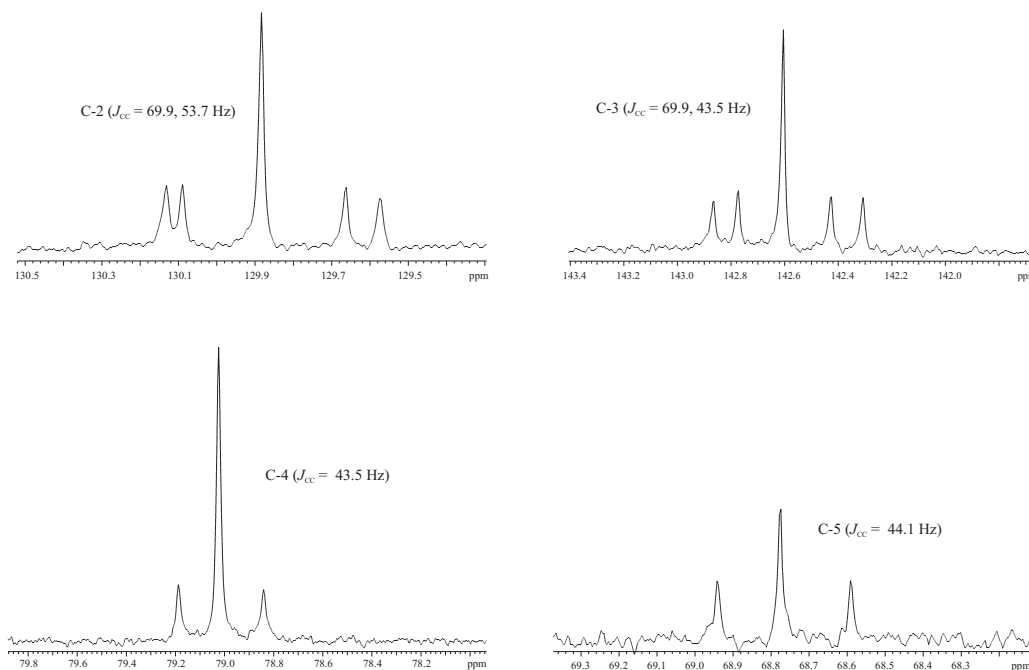 C-2 (JCC = 69.9, 53.7 Hz)
130.5 130.3 130.1 129.9 129.7 129.5 ppm
C-3 (JCC = 69.9, 43.5 Hz)
143.4 143.2 143.0 142.8 142.6 142.4 142.2 142.0 ppm
C-4 (JCC = 43.5 Hz)
79.8 79.6 79.4 79.2 79.0 78.8 78.6 78.4 78.2 ppm
C-5 (JCC = 44.1 Hz)
69.3 69.2 69.1 69.0 68.9 68.8 68.7 68.6 68.5 68.4 68.3 ppm